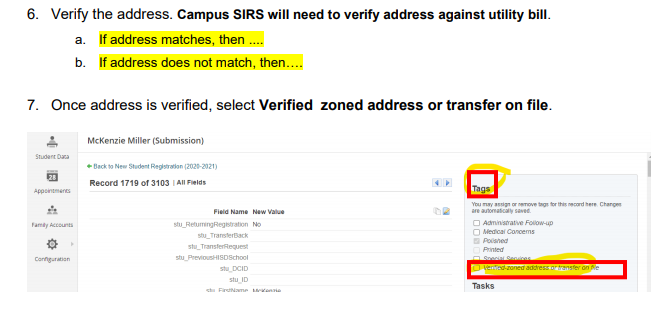 6. Verify the address. Campus SIRS will need to verify address against utility bill.
a. If address matches, then ....
b. If address does not match, then....
7. Once address is verified, select Verified zoned address or transfer on file.
McKenzie Miller (Submission)
Student Data
Back to New Student Registration (2020-2021)
Record 1719 of 3103 | All Fields
Tags
28
Appointments
You may assign or remove tags for this record here. Changes
are automatically saved.
Field Name New Value
stu_ReturningRegistration No
Administrative Follow-up
Family Accounts
stu_TransferBack
Medical Concerns
stu_TransferRequest
Polished
Printed
stu_PreviousHISDSchool
Special Services
Configuration
stu_DCID
Verified-zoned address or transfer on file
stu_ID
Tasks
stu_FirstName McKenzie